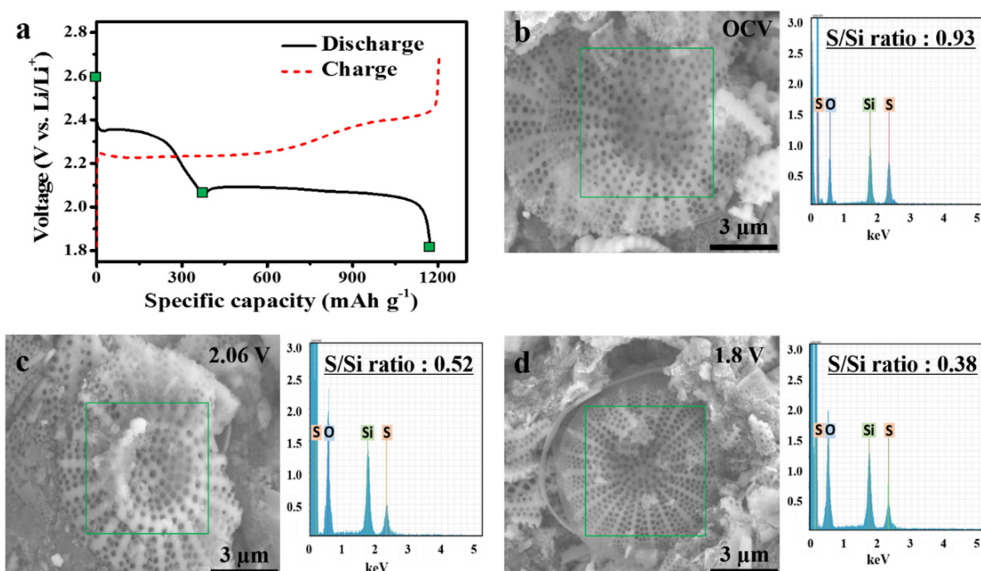 a
2.8
2.6
2.4
2.2
2.0
1.8
Voltage (V vs. Li/Li+)
Discharge
Charge
0 300 600 900 1200
Specific capacity (mAh g-1)
b
OCV
3 μm
S/Si ratio : 0.93
3.0
2.5
2.0
1.5
1.0
0.5
S O Si S
0 1 2 3 4 5
keV
c
2.06 V
3 μm
S/Si ratio : 0.52
3.0
2.5
2.0
1.5
1.0
0.5
S O Si S
0 1 2 3 4 5
keV
d
1.8 V
3 μm
S/Si ratio : 0.38
3.0
2.5
2.0
1.5
1.0
0.5
S O Si S
0 1 2 3 4 5
keV